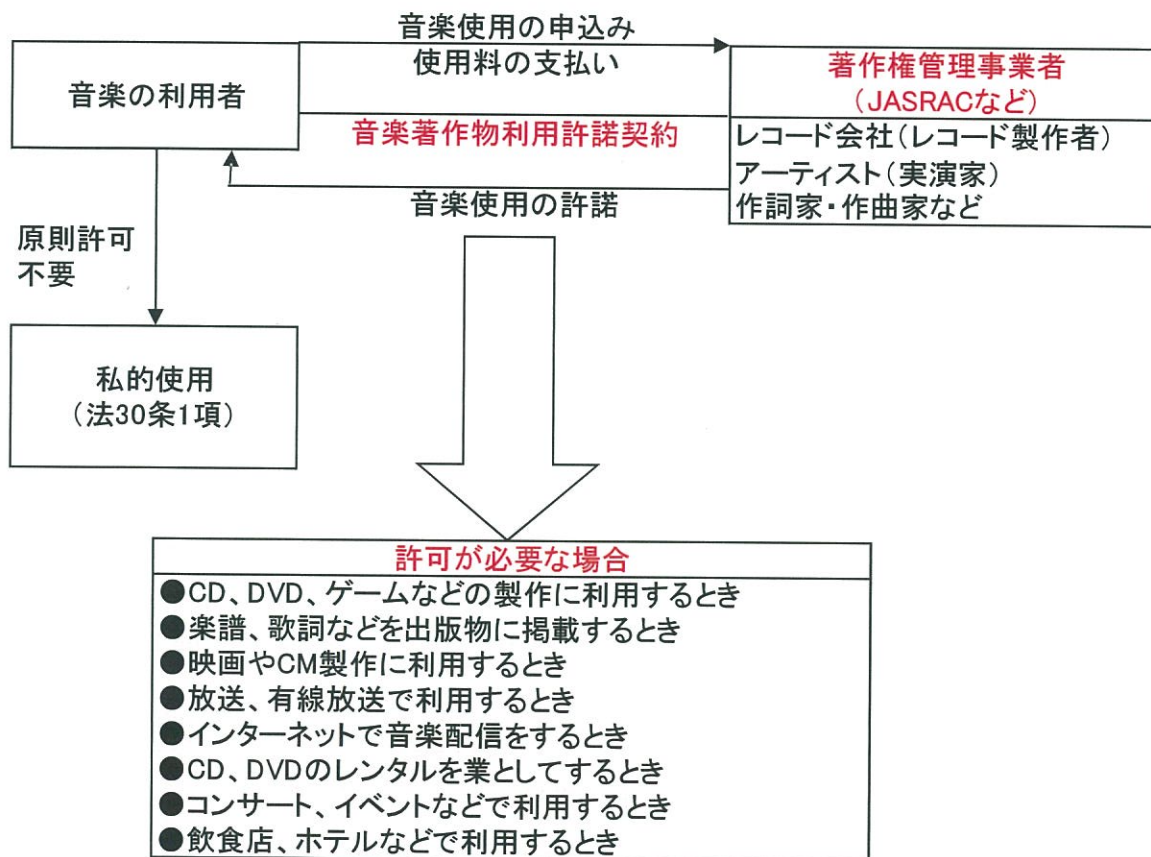 音楽使用の申込み
使用料の支払い
音楽の利用者
著作権管理事業者
(JASRACなど)
音楽著作物利用許諾契約
レコード会社(レコード製作者)
アーティスト(実演家)
作詞家・作曲家など
音楽使用の許諾
原則許可
不要
私的使用
(法30条1項)
許可が必要な場合
●CD、DVD、ゲームなどの製作に利用するとき
●楽譜、歌詞などを出版物に掲載するとき
●映画やCM製作に利用するとき
●放送、有線放送で利用するとき
●インターネットで音楽配信をするとき
●CD、DVDのレンタルを業としてするとき
●コンサート、イベントなどで利用するとき
●飲食店、ホテルなどで利用するとき